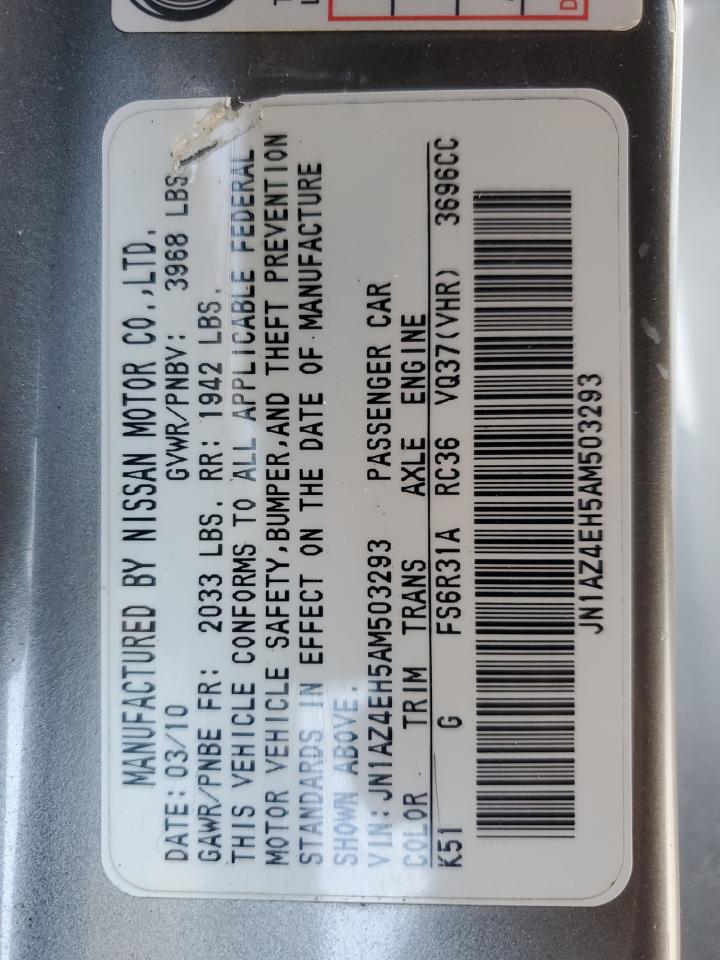 MANUFACTURED BY NISSAN MOTOR CO.,LTD.
DATE: 03/10 GVWR/PNBV: 3968 LBS
GAWR/PNBE FR: 2033 LBS. RR: 1942 LBS.
THIS VEHICLE CONFORMS TO ALL APPLICABLE FEDERAL
MOTOR VEHICLE SAFETY,BUMPER,AND THEFT PREVENTION
STANDARDS IN EFFECT ON THE DATE OF MANUFACTURE
SHOWN ABOVE.
VIN:JN1AZ4EH5AM503293 PASSENGER CAR
COLOR TRIM TRANS AXLE ENGINE
K51 G FS6R31A RC36 VQ37(VHR) 3696CC
JN1AZ4EH5AM503293